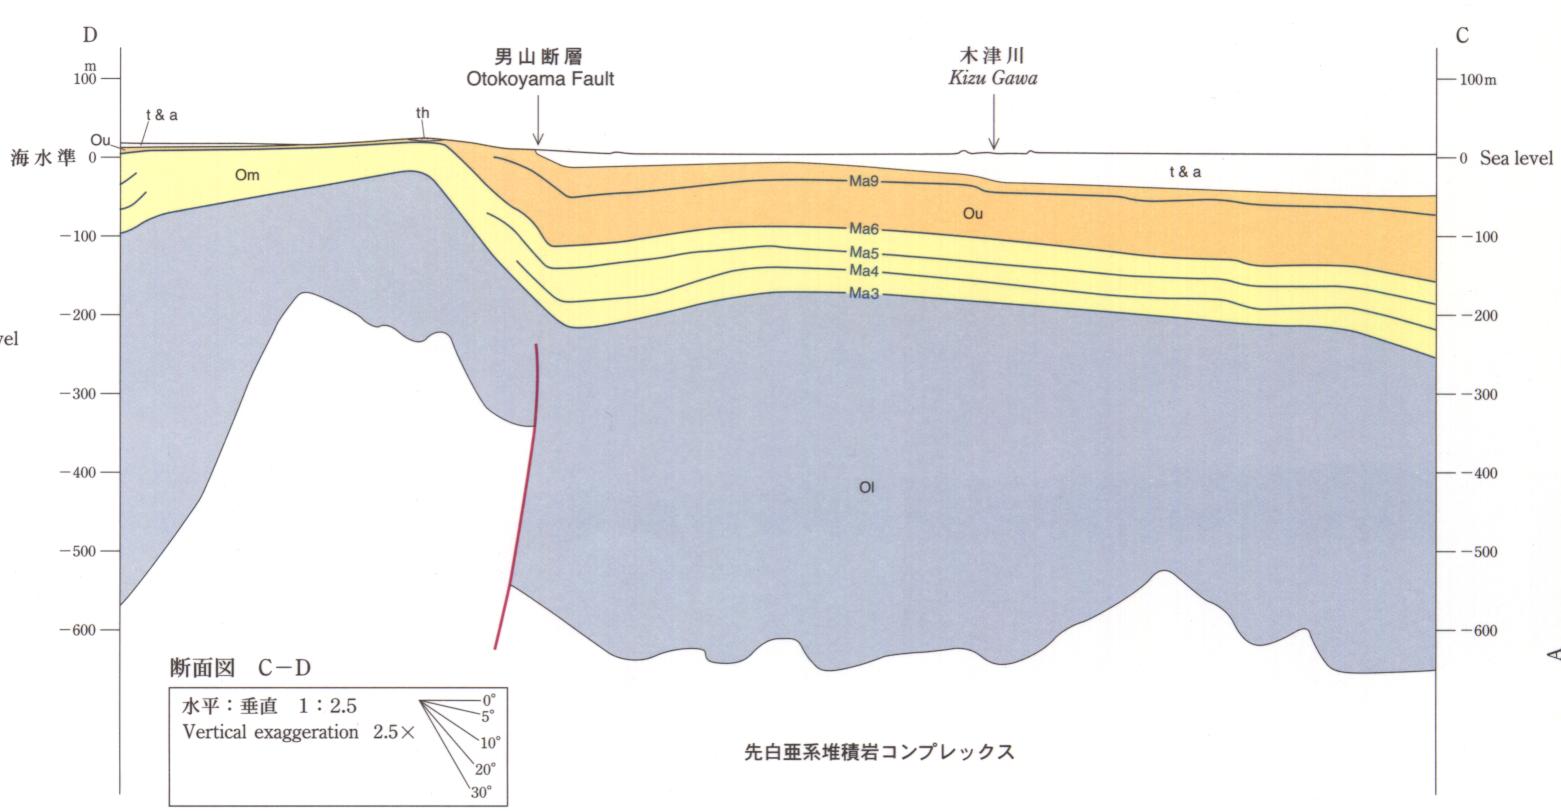 D
C
男山断層
Otokoyama Fault
木津川
Kizu Gawa
m
100
100m
t & a
th
Ou
海水準
0
0 Sea level
Om
t & a
Ma9
Ou
Ma6
−100
−100
Ma5
Ma4
Ma3
−200
−200
vel
−300
−300
−400
−400
Ol
−500
−500
−600
−600
A
断面図 C−D
水平：垂直 1：2.5
Vertical exaggeration 2.5×
0°
5°
10°
20°
30°
先白亜系堆積岩コンプレックス